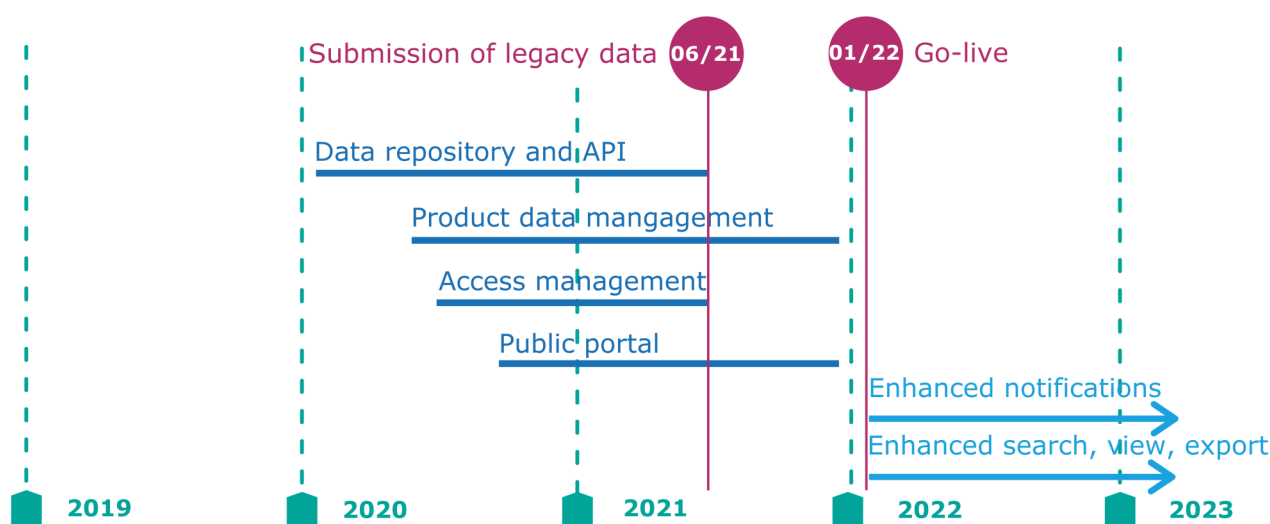 Submission of legacy data
06/21
01/22
Go-live
Data repository and API
Product data mangagement
Access management
Public portal
Enhanced notifications
Enhanced search, view, export
2019
2020
2021
2022
2023